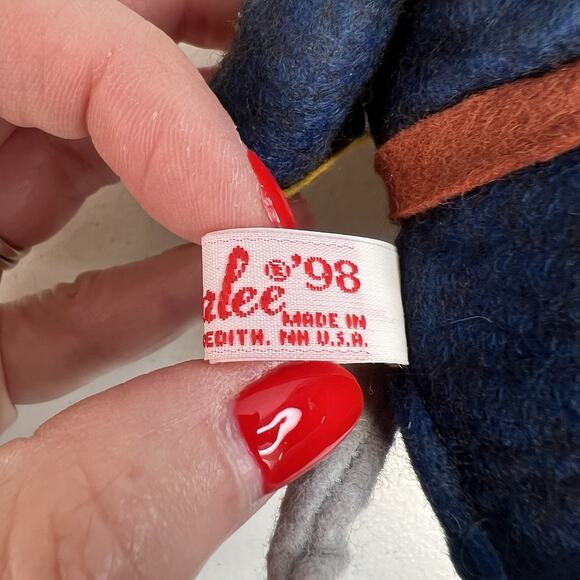 alee ® '98
MADE IN
EDITH. NH U.S.A.